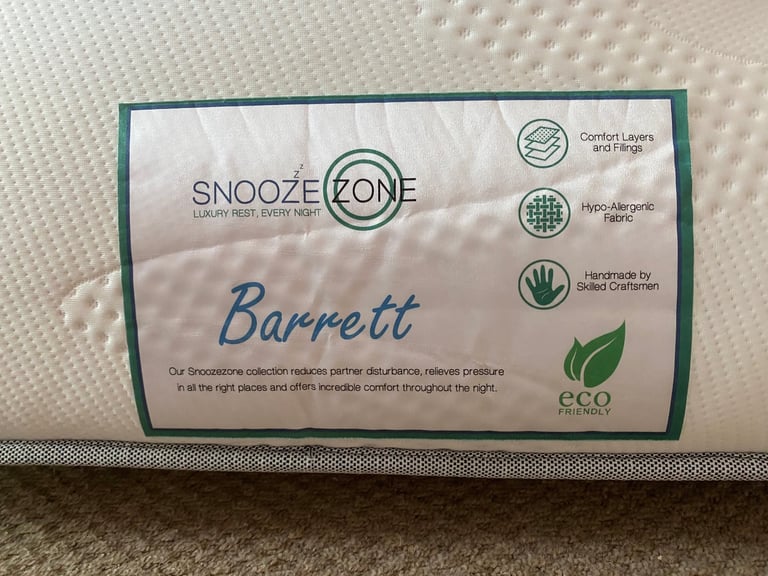 z
z
z
SNOOZE ZONE
LUXURY REST, EVERY NIGHT
Barrett
Our Snoozezone collection reduces partner disturbance, relieves pressure
in all the right places and offers incredible comfort throughout the night.
Comfort Layers
and Fillings
Hypo-Allergenic
Fabric
Handmade by
Skilled Craftsmen
eco
FRIENDLY